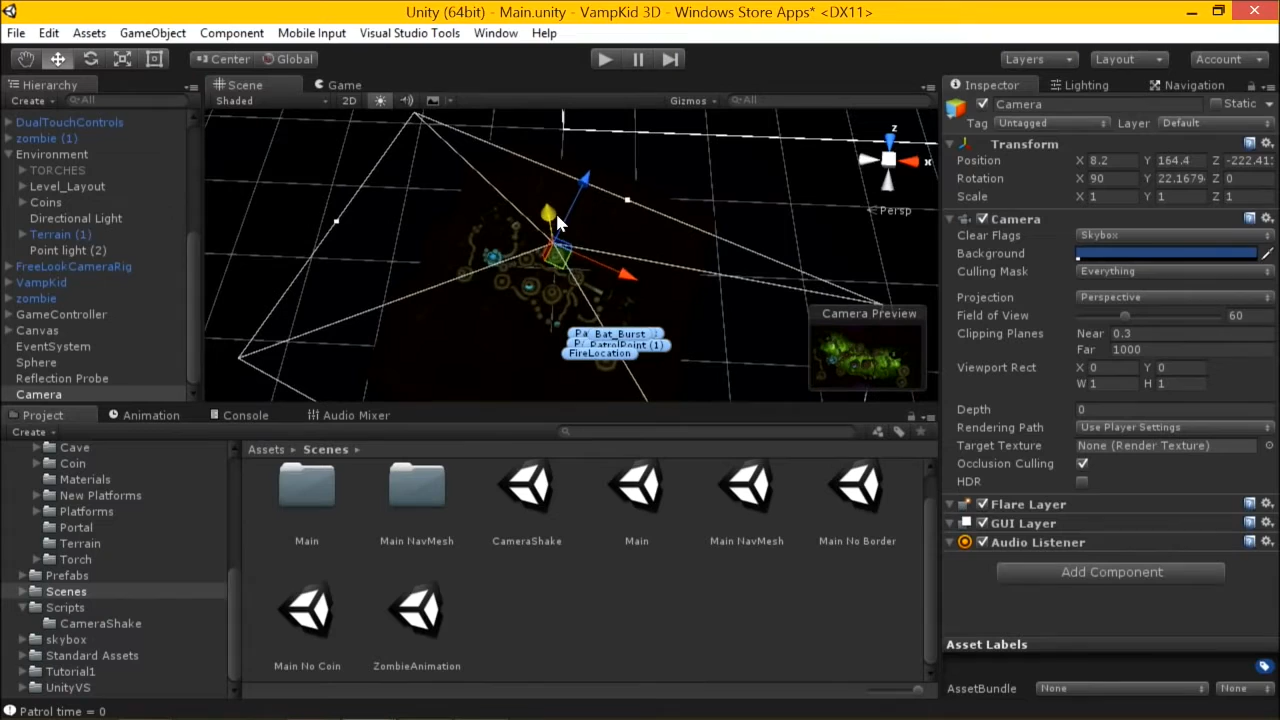 Unity (64bit) - Main.unity - VampKid 3D - Windows Store Apps* <DX11>
File Edit Assets GameObject Component Mobile Input Visual Studio Tools Window Help
Center Global Layers Layout Account
Hierarchy
Create All
DualTouchControls
zombie (1)
Environment
TORCHES
Level_Layout
Coins
Directional Light
Terrain (1)
Point light (2)
FreeLookCameraRig
VampKid
zombie
GameController
Canvas
EventSystem
Sphere
Reflection Probe
Camera
Scene Game
Shaded 2D Gizmos All
z
x
Persp
Pa Bat_Burst
P PatrolPoint (1)
FireLocation
Camera Preview
Inspector Lighting Navigation
Camera Static
Tag Untagged Layer Default
Transform
Position X 8.2 Y 164.4 Z -222.41
Rotation X 90 Y 22.1679 Z 0
Scale X 1 Y 1 Z 1
Camera
Clear Flags Skybox
Background
Culling Mask Everything
Projection Perspective
Field of View 60
Clipping Planes Near 0.3
Far 1000
Viewport Rect X 0 Y 0
W 1 H 1
Depth 0
Rendering Path Use Player Settings
Target Texture None (Render Texture)
Occlusion Culling
HDR
Flare Layer
GUI Layer
Audio Listener
Add Component
Asset Labels
AssetBundle None None
Project Animation Console Audio Mixer
Create
Cave
Coin
Materials
New Platforms
Platforms
Portal
Terrain
Torch
Prefabs
Scenes
Scripts
CameraShake
skybox
Standard Assets
Tutorial1
UnityVS
Assets Scenes
Main Main NavMesh CameraShake Main Main NavMesh Main No Border
Main No Coin ZombieAnimation
Patrol time = 0